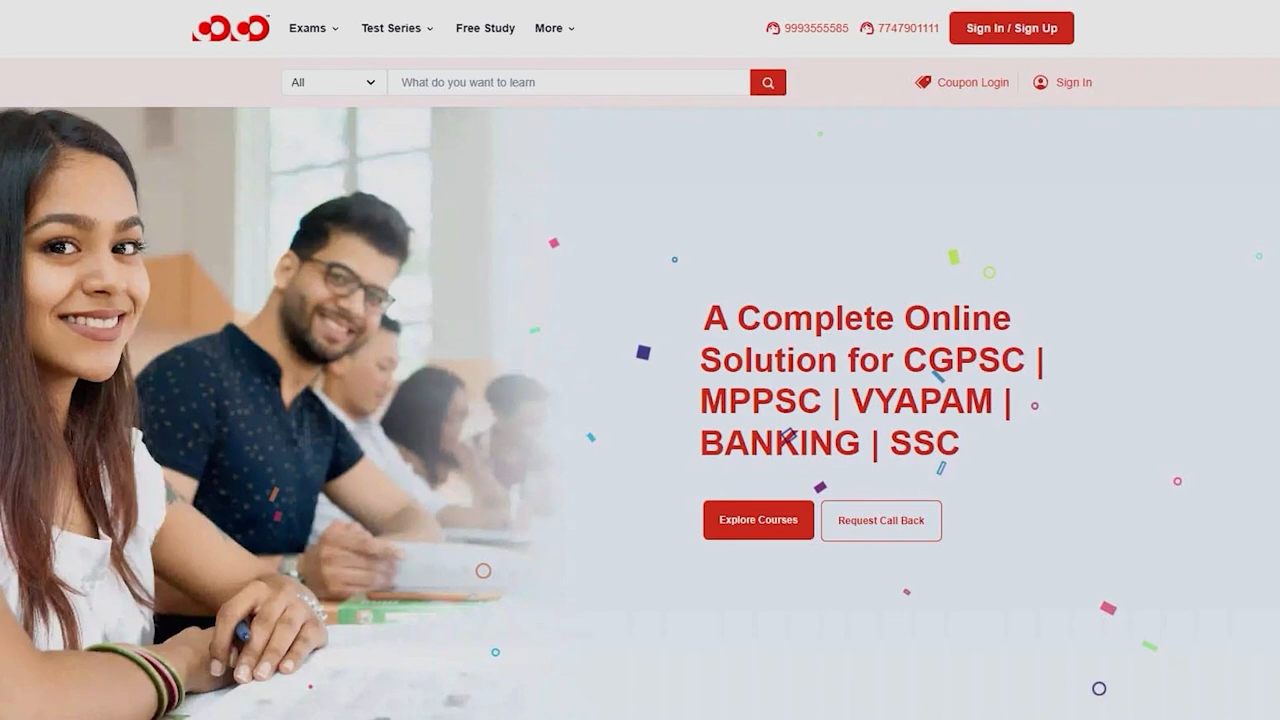 Exams
Test Series
Free Study
More
9993555585
7747901111
Sign In / Sign Up
All
What do you want to learn
Coupon Login
Sign In
A Complete Online
Solution for CGPSC |
MPPSC | VYAPAM |
BANKING | SSC
Explore Courses
Request Call Back